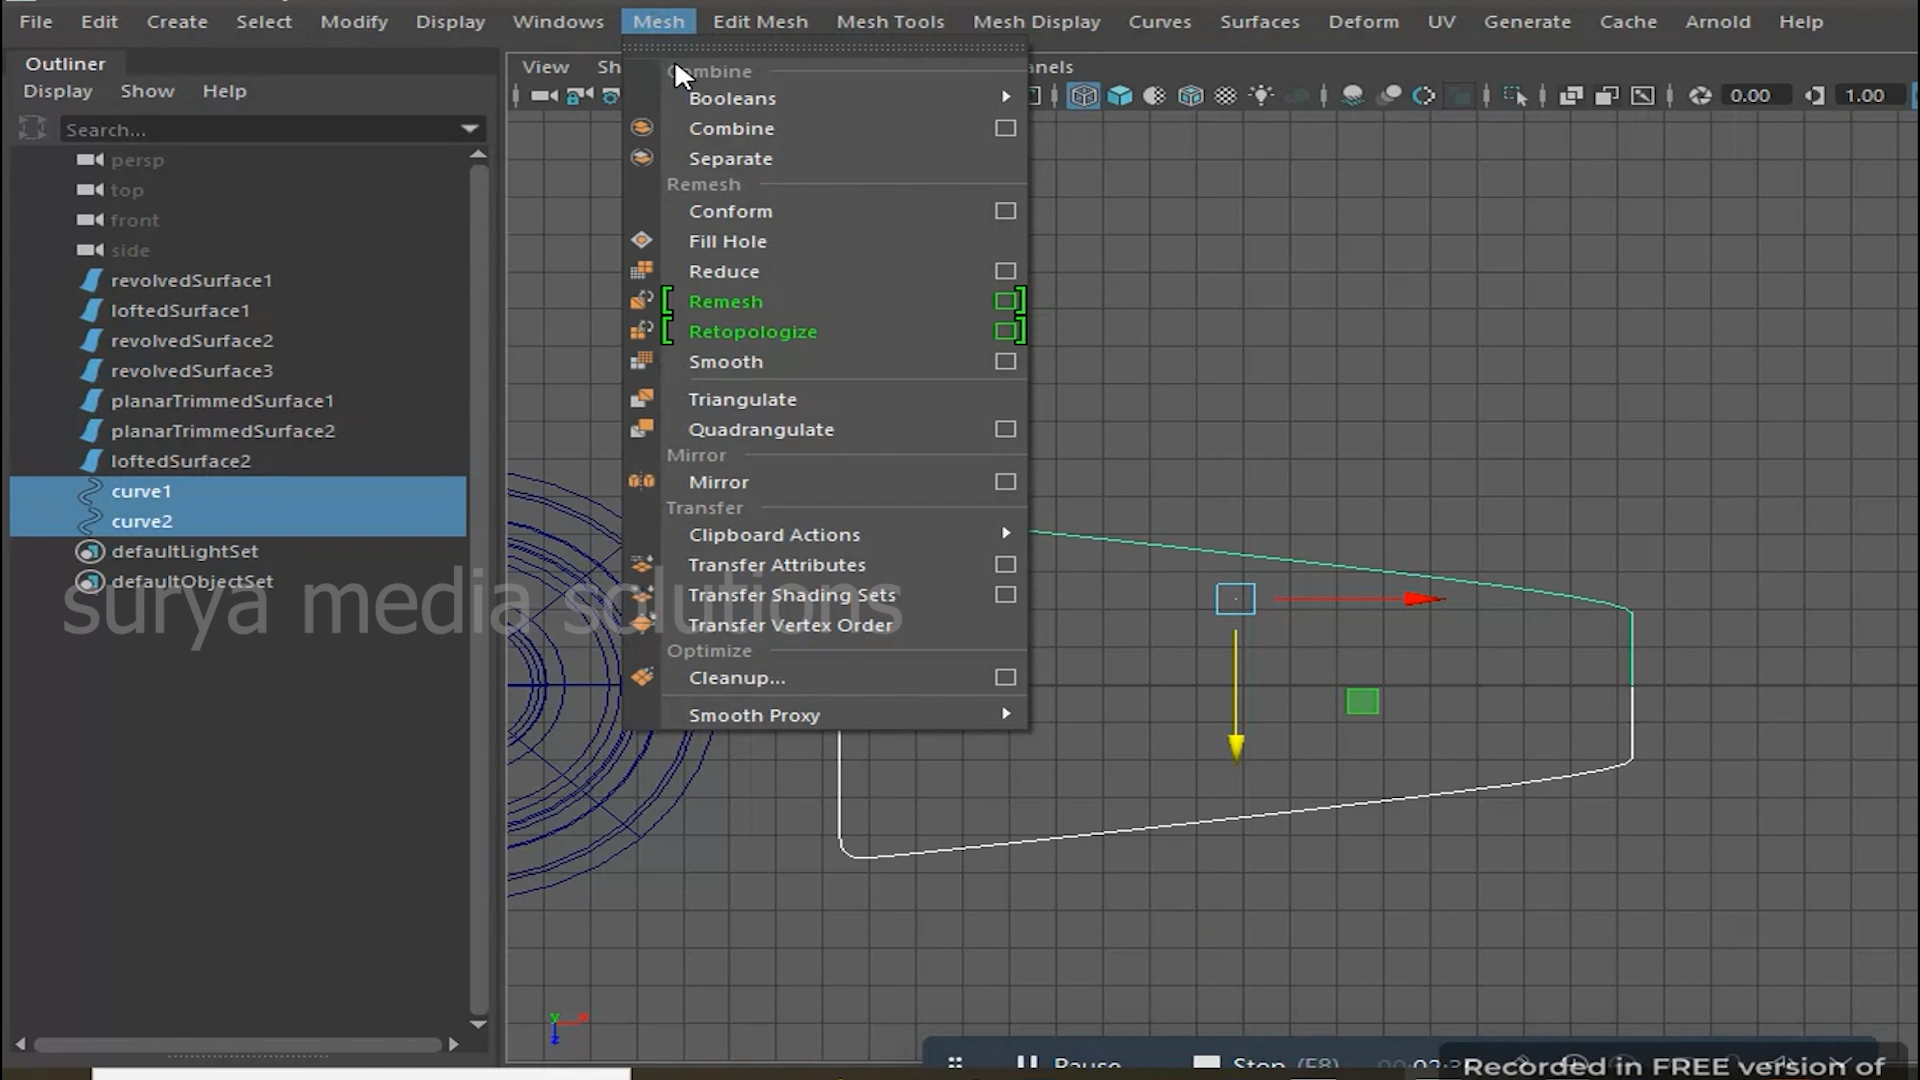 File Edit Create Select Modify Display Windows Mesh Edit Mesh Mesh Tools Mesh Display Curves Surfaces Deform UV Generate Cache Arnold Help
Outliner
Display Show Help
Search...
persp
top
front
side
revolvedSurface1
loftedSurface1
revolvedSurface2
revolvedSurface3
planarTrimmedSurface1
planarTrimmedSurface2
loftedSurface2
curve1
curve2
defaultLightSet
defaultObjectSet
View Sh
anels
0.00 1.00
ombine
Booleans
Combine
Separate
Remesh
Conform
Fill Hole
Reduce
Remesh
Retopologize
Smooth
Triangulate
Quadrangulate
Mirror
Mirror
Transfer
Clipboard Actions
Transfer Attributes
Transfer Shading Sets
Transfer Vertex Order
Optimize
Cleanup...
Smooth Proxy
surya media solutions
y
z
Pause Stop (F8)
Recorded in FREE version of